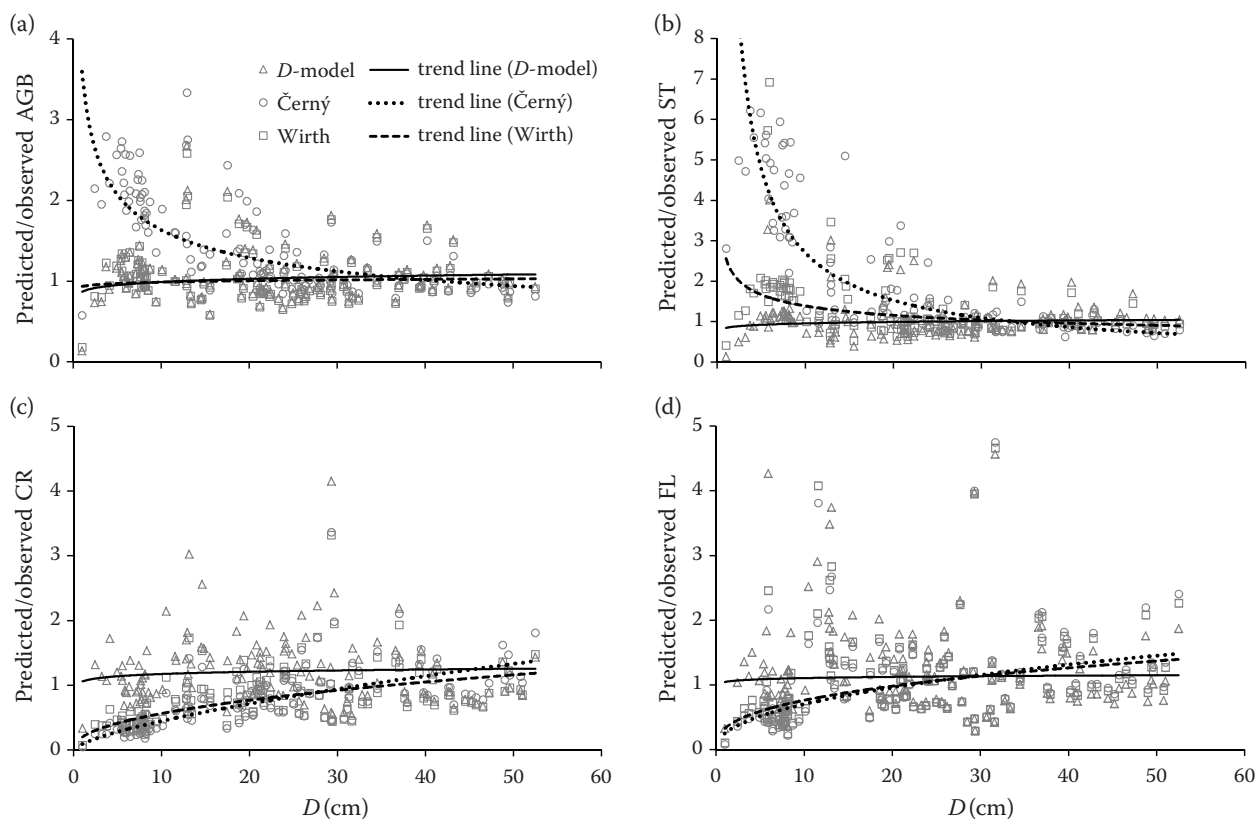 (a)
Predicted/observed AGB
4
3
2
1
0
D-model
Černý
Wirth
trend line (D-model)
trend line (Černý)
trend line (Wirth)
(b)
Predicted/observed ST
8
7
6
5
4
3
2
1
0
(c)
Predicted/observed CR
5
4
3
2
1
0
0 10 20 30 40 50 60
D (cm)
(d)
Predicted/observed FL
5
4
3
2
1
0
0 10 20 30 40 50 60
D (cm)